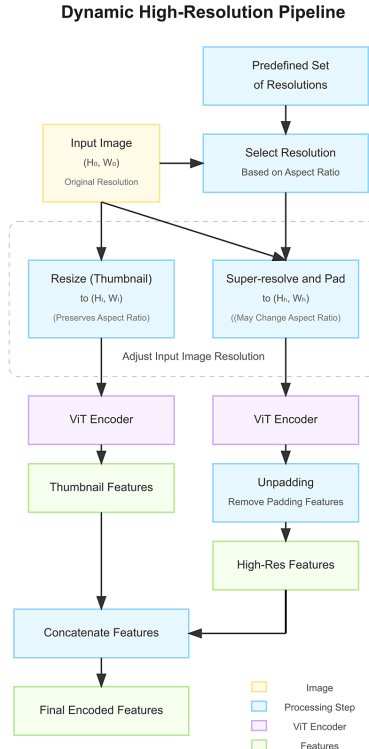 Dynamic High-Resolution Pipeline
Predefined Set
of Resolutions
Input Image
(H₀, W₀)
Original Resolution
Select Resolution
Based on Aspect Ratio
Resize (Thumbnail)
to (Hₗ, Wₗ)
(Preserves Aspect Ratio)
Super-resolve and Pad
to (Hₕ, Wₕ)
((May Change Aspect Ratio)
Adjust Input Image Resolution
ViT Encoder
ViT Encoder
Thumbnail Features
Unpadding
Remove Padding Features
High-Res Features
Concatenate Features
Final Encoded Features
Image
Processing Step
ViT Encoder
Features